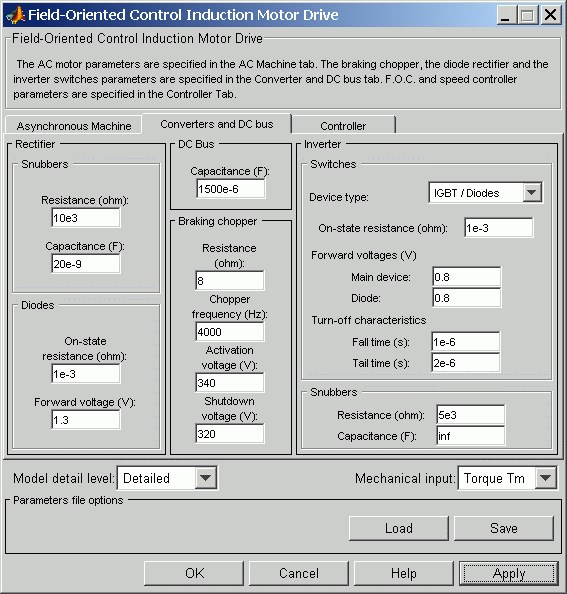 Field-Oriented Control Induction Motor Drive
Field-Oriented Control Induction Motor Drive
The AC motor parameters are specified in the AC Machine tab. The braking chopper, the diode rectifier and the
inverter switches parameters are specified in the Converter and DC bus tab. F.O.C. and speed controller
parameters are specified in the Controller Tab.
Asynchronous Machine
Converters and DC bus
Controller
Rectifier
Snubbers
Resistance (ohm):
10e3
Capacitance (F):
20e-9
Diodes
On-state
resistance (ohm):
1e-3
Forward voltage (V):
1.3
DC Bus
Capacitance (F):
1500e-6
Braking chopper
Resistance
(ohm):
8
Chopper
frequency (Hz):
4000
Activation
voltage (V):
340
Shutdown
voltage (V):
320
Inverter
Switches
Device type:
IGBT / Diodes
On-state resistance (ohm):
1e-3
Forward voltages (V)
Main device:
0.8
Diode:
0.8
Turn-off characteristics
Fall time (s):
1e-6
Tail time (s):
2e-6
Snubbers
Resistance (ohm):
5e3
Capacitance (F):
inf
Model detail level:
Detailed
Mechanical input:
Torque Tm
Parameters file options
Load
Save
OK
Cancel
Help
Apply